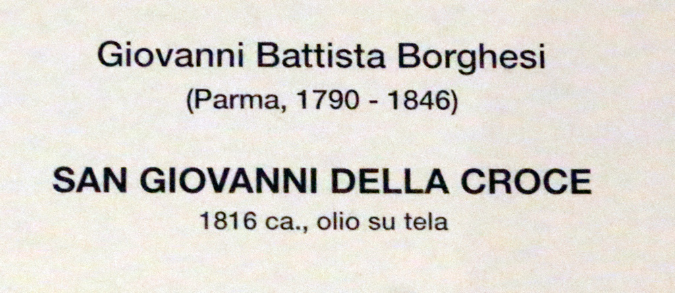 Giovanni Battista Borghesi
(Parma, 1790 - 1846)
SAN GIOVANNI DELLA CROCE
1816 ca., olio su tela